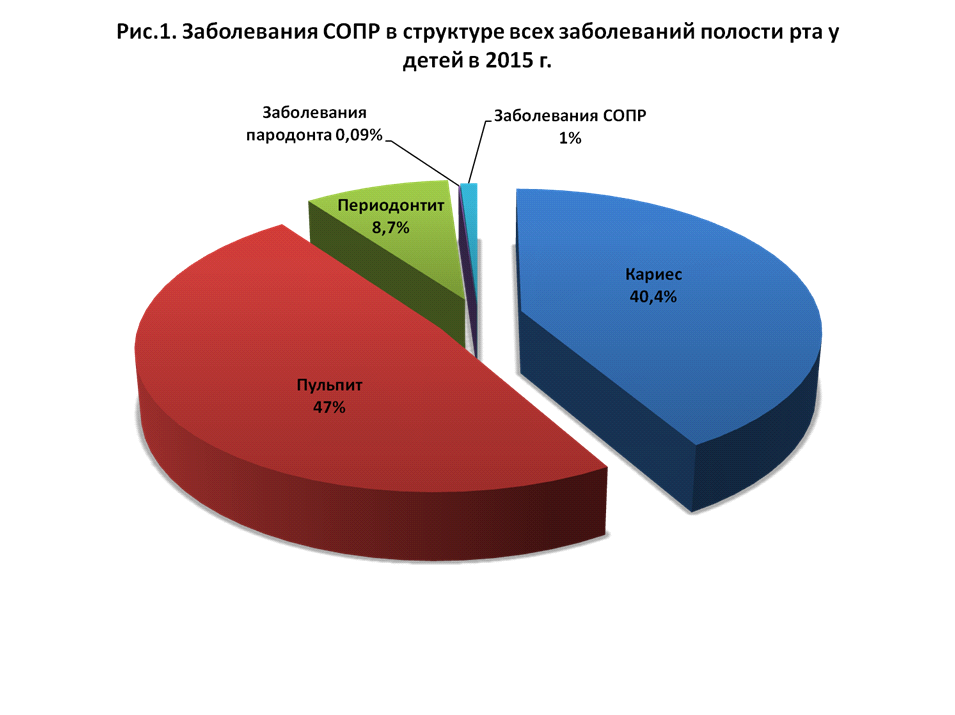 Рис.1. Заболевания СОПР в структуре всех заболеваний полости рта у
детей в 2015 г.
Заболевания
пародонта 0,09%
Заболевания СОПР
1%
Периодонтит
8,7%
Кариес
40,4%
Пульпит
47%